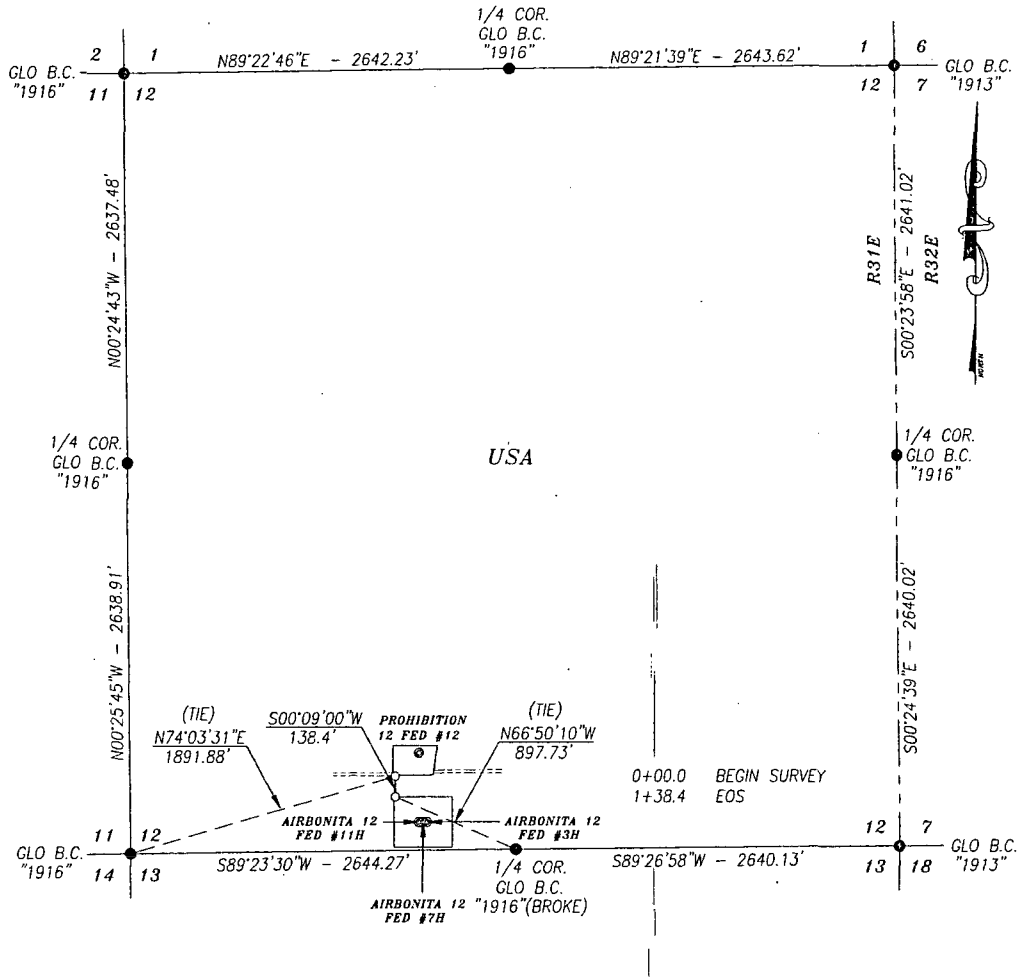 1/4 COR.
GLO B.C.
"1916"
2 1
N89°22'46"E - 2642.23'
N89°21'39"E - 2643.62'
1 6
GLO B.C.
"1916"
11 12
12 7
GLO B.C.
"1913"
N00°24'43"W - 2637.48'
R31E
R32E
S00°23'58"E - 2641.02'
NORTH
1/4 COR.
GLO B.C.
"1916"
USA
1/4 COR.
GLO B.C.
"1916"
N00°25'45"W - 2638.91'
S00°24'39"E - 2640.02'
(TIE)
N74°03'31"E
1891.88'
S00°09'00"W
138.4'
PROHIBITION
12 FED #12
(TIE)
N66°50'10"W
897.73'
0+00.0 BEGIN SURVEY
1+38.4 EOS
AIRBONITA 12
FED #11H
AIRBONITA 12
FED #3H
11 12
GLO B.C.
"1916"
14 13
S89°23'30"W - 2644.27'
S89°26'58"W - 2640.13'
12 7
GLO B.C.
"1913"
13 18
1/4 COR.
GLO B.C.
"1916"(BROKE)
AIRBONITA 12
FED #7H